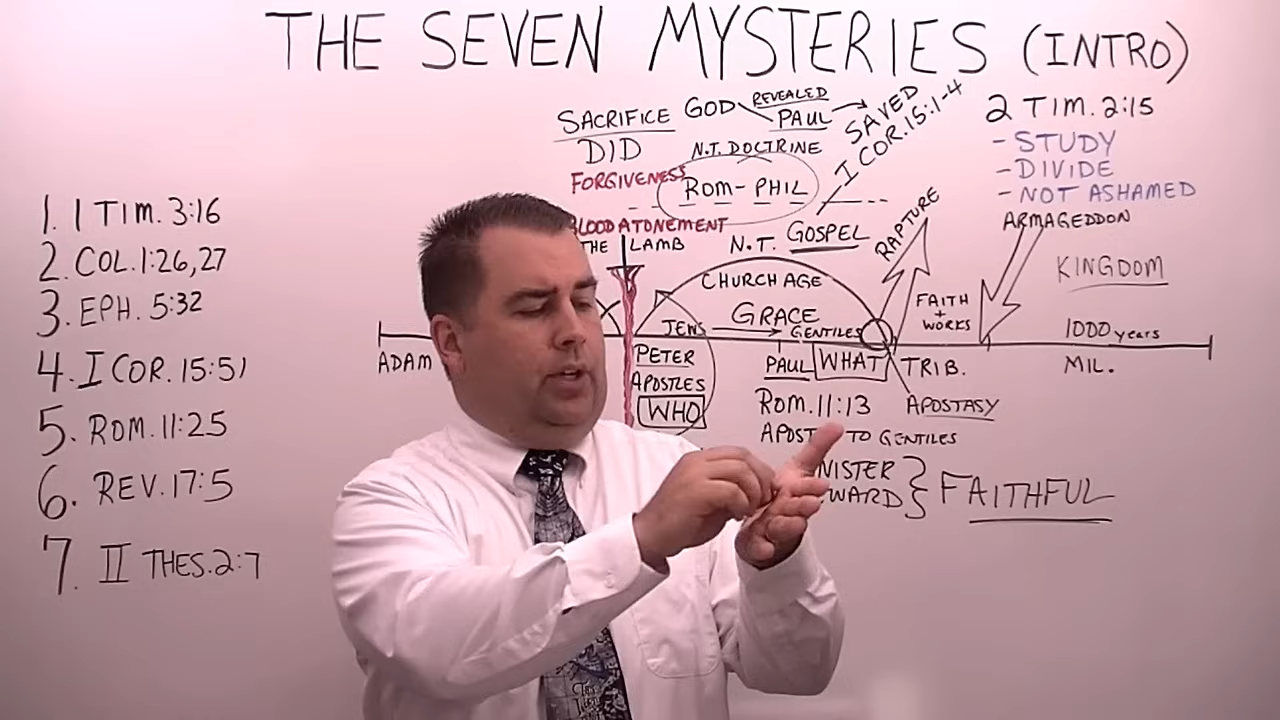 THE SEVEN MYSTERIES (INTRO)
1. 1 TIM. 3:16
2. COL. 1:26,27
3. EPH. 5:32
4. I COR. 15:51
5. ROM. 11:25
6. REV. 17:5
7. II THES. 2:7
SACRIFICE
DID
FORGIVENESS
BLOOD ATONEMENT
THE LAMB
GOD
REVEALED
PAUL
SAVED
I COR. 15:1-4
N.T. DOCTRINE
ROM - PHIL
N.T. GOSPEL
CHURCH AGE
GRACE
JEWS
GENTILES
RAPTURE
2 TIM. 2:15
- STUDY
- DIVIDE
- NOT ASHAMED
ARMAGEDDON
KINGDOM
FAITH
+
WORKS
1000 years
ADAM
PETER
APOSTLES
WHO
PAUL
WHAT
TRIB.
MIL.
ROM. 11:13
APOSTASY
TO GENTILES
FAITHFUL